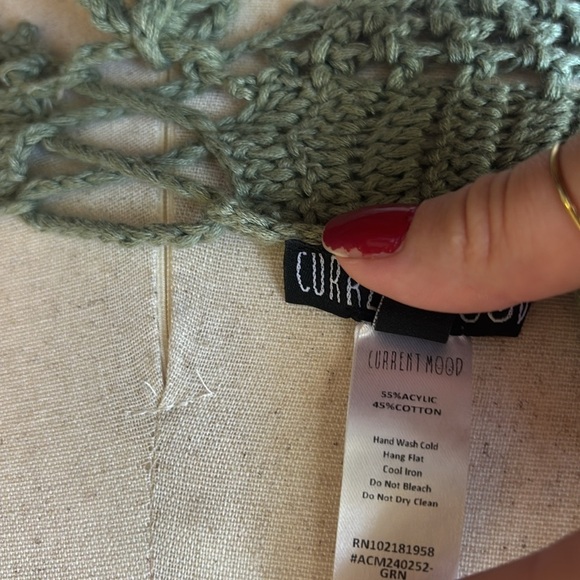 CURRE
CURRENT MOOD
55%ACYLIC
45%COTTON
Hand Wash Cold
Hang Flat
Cool Iron
Do Not Bleach
Do Not Dry Clean
RN102181958
#ACM240252-
GRN